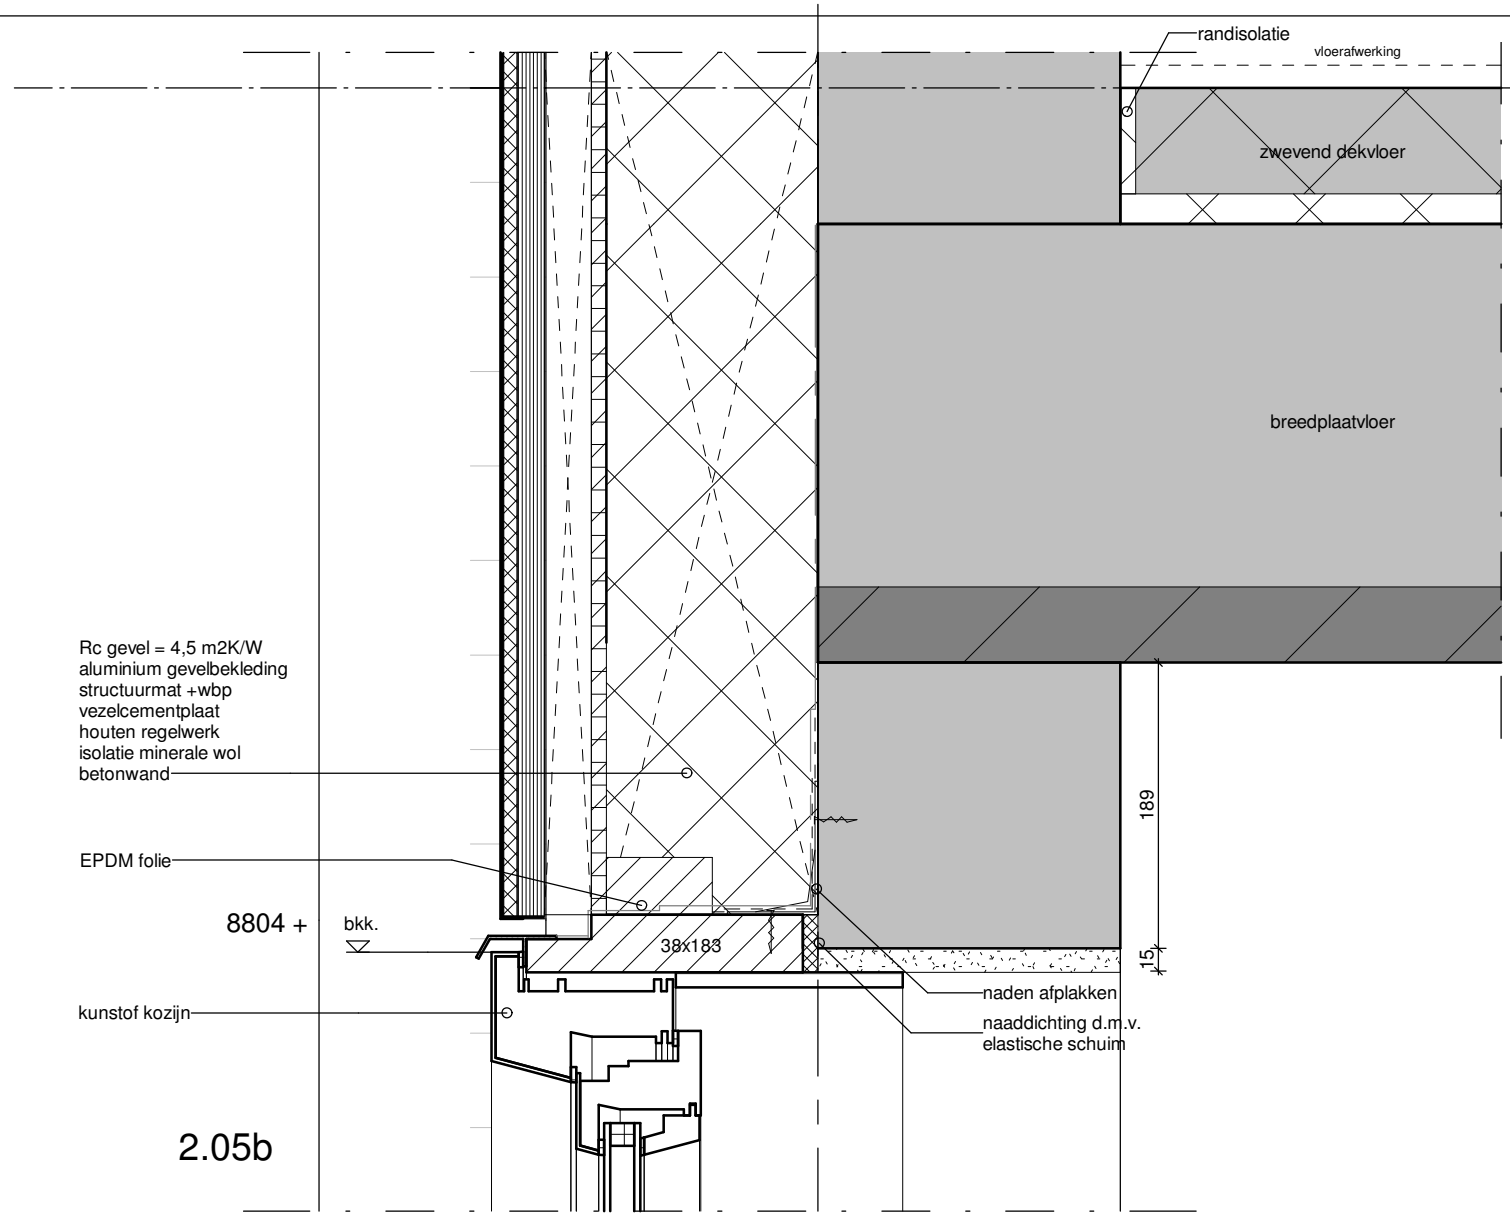 randisolatie
vloerafwerking
zwevend dekvloer
breedplaatvloer
Rc gevel = 4,5 m2K/W
aluminium gevelbekleding
structuurmat +wbp
vezelcementplaat
houten regelwerk
isolatie minerale wol
betonwand
189
EPDM folie
8804 +
bkk.
38x183
15
naden afplakken
kunstof kozijn
naaddichting d.m.v.
elastische schuim
2.05b